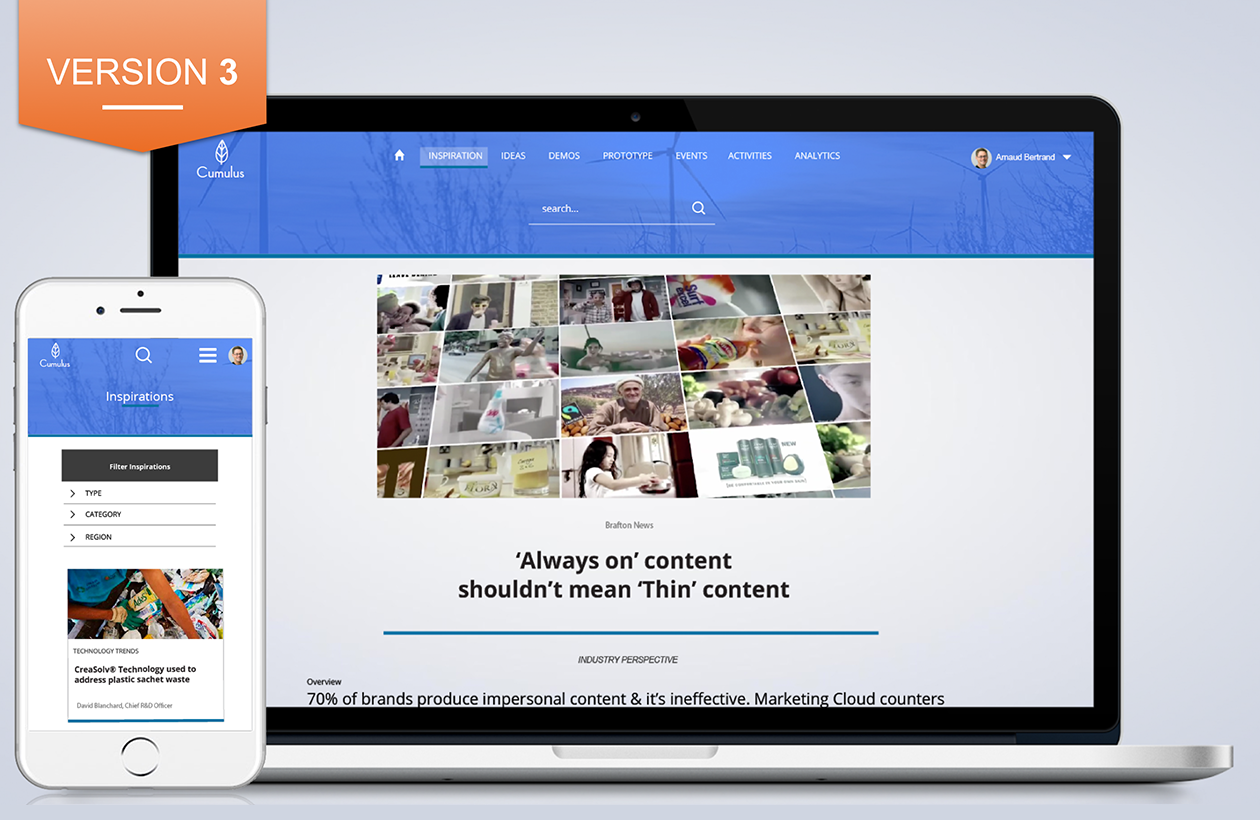 VERSION 3
Cumulus
INSPIRATION IDEAS DEMOS PROTOTYPE EVENTS ACTIVITIES ANALYTICS
Arnaud Bertrand
search...
NEW
Brafton News
‘Always on’ content
shouldn’t mean ‘Thin’ content
INDUSTRY PERSPECTIVE
Overview
70% of brands produce impersonal content & it’s ineffective. Marketing Cloud counters
Cumulus
Inspirations
Filter Inspirations
TYPE
CATEGORY
REGION
TECHNOLOGY TRENDS
CreaSolv® Technology used to
address plastic sachet waste
David Blanchard, Chief R&D Officer